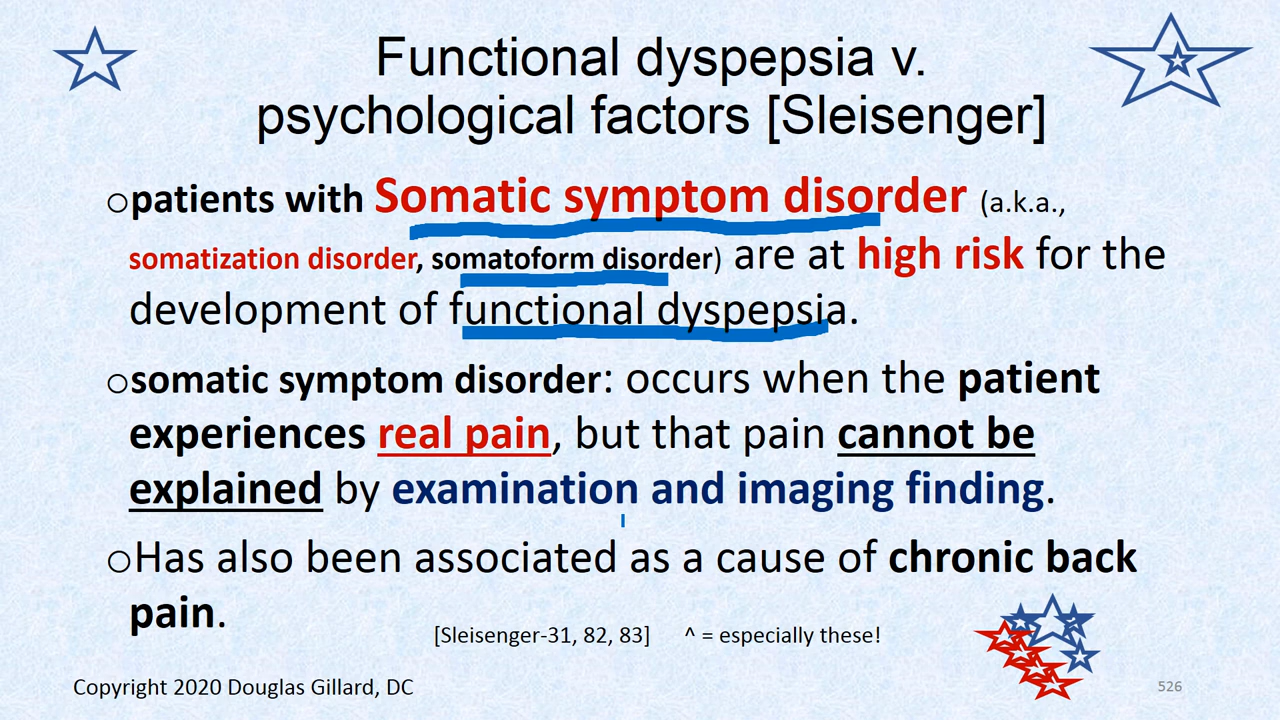 Functional dyspepsia v.
psychological factors [Sleisenger]
○patients with Somatic symptom disorder (a.k.a.,
somatization disorder, somatoform disorder) are at high risk for the
development of functional dyspepsia.
○somatic symptom disorder: occurs when the patient
experiences real pain, but that pain cannot be
explained by examination and imaging finding.
○Has also been associated as a cause of chronic back
pain.
[Sleisenger-31, 82, 83] ^ = especially these!
Copyright 2020 Douglas Gillard, DC
526